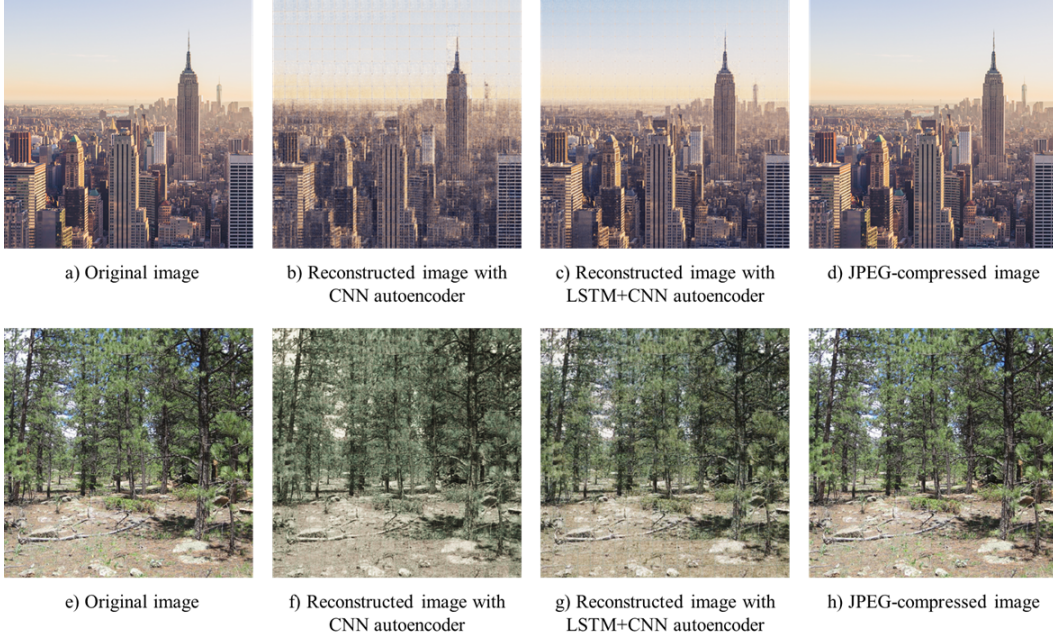 a) Original image
b) Reconstructed image with
CNN autoencoder
c) Reconstructed image with
LSTM+CNN autoencoder
d) JPEG-compressed image
e) Original image
f) Reconstructed image with
CNN autoencoder
g) Reconstructed image with
LSTM+CNN autoencoder
h) JPEG-compressed image